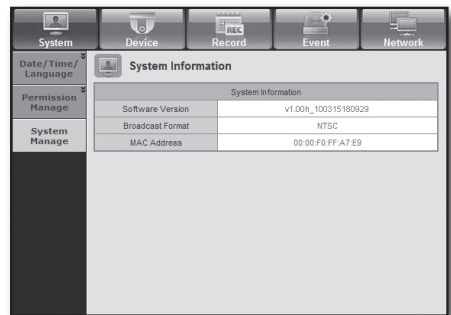 REC
System Device Record Event Network
Date/Time/
Language
Permission
Manage
System
Manage
System Information
System Information
Software Version v1.00h_100315180929
Broadcast Format NTSC
MAC Address 00:00:F0:FF:A7:E9